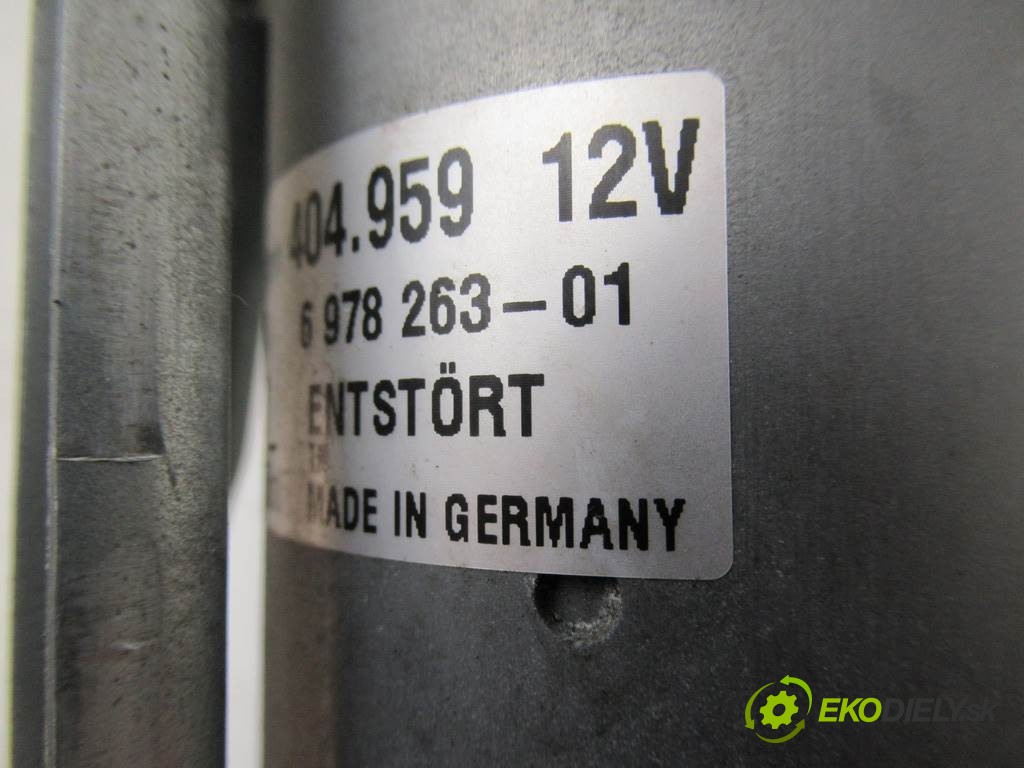 404.959 12V
6 978 263-01
ENTSTÖRT
MADE IN GERMANY
EKODIELY.sk